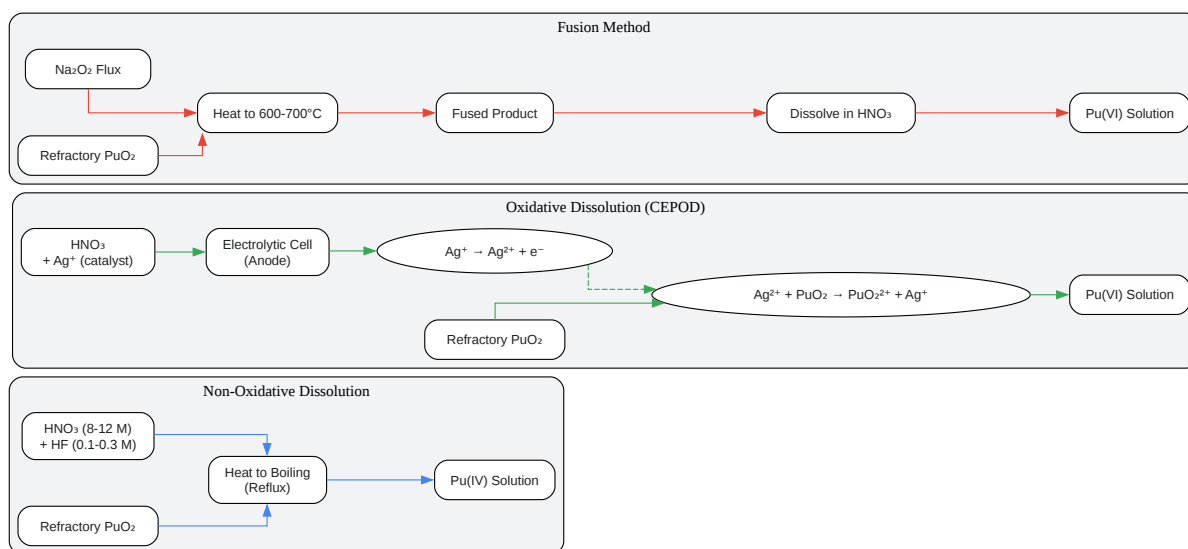 Fusion Method
Na₂O₂ Flux
Heat to 600-700°C
Fused Product
Dissolve in HNO₃
Pu(VI) Solution
Refractory PuO₂
Oxidative Dissolution (CEPOD)
HNO₃
+ Ag⁺ (catalyst)
Electrolytic Cell
(Anode)
Ag⁺ → Ag²⁺ + e⁻
Ag²⁺ + PuO₂ → PuO₂²⁺ + Ag⁺
Pu(VI) Solution
Refractory PuO₂
Non-Oxidative Dissolution
HNO₃ (8-12 M)
+ HF (0.1-0.3 M)
Heat to Boiling
(Reflux)
Pu(IV) Solution
Refractory PuO₂